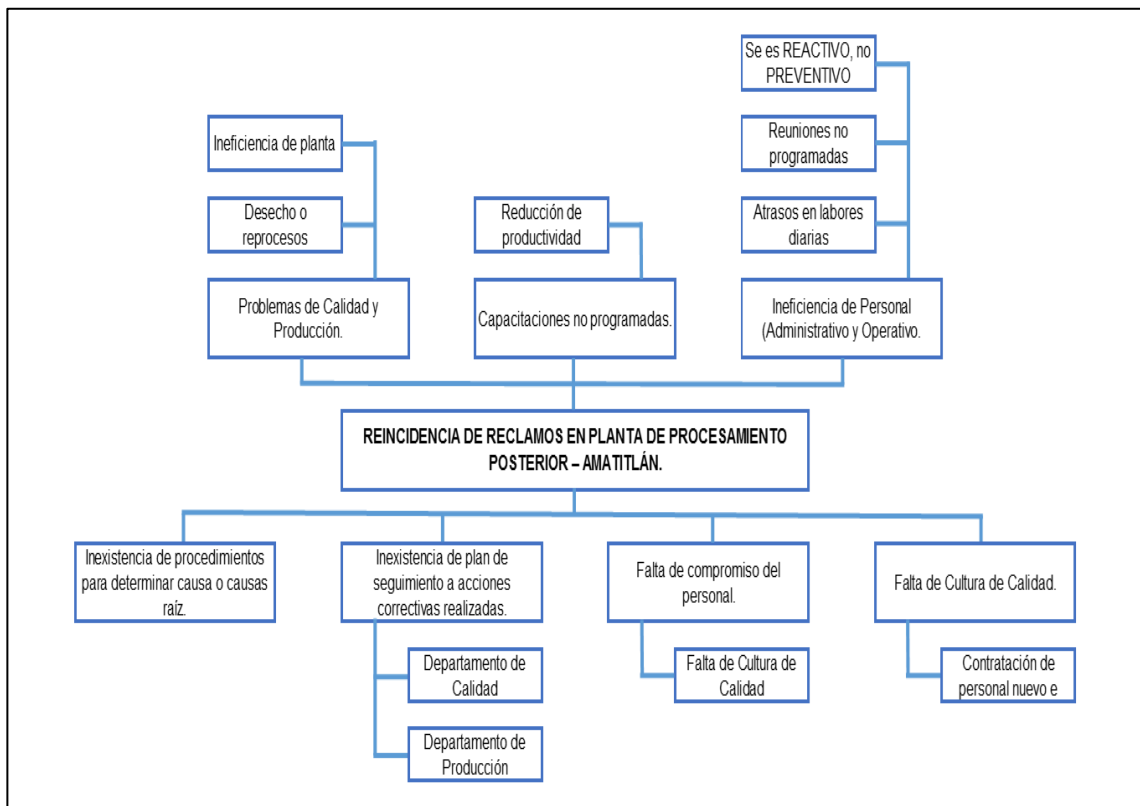 Se es REACTIVO, no
PREVENTIVO
Ineficiencia de planta
Reuniones no
programadas
Desecho o
reprocesos
Reducción de
productividad
Atrasos en labores
diarias
Problemas de Calidad y
Producción.
Capacitaciones no programadas.
Ineficiencia de Personal
(Administrativo y Operativo.
REINCIDENCIA DE RECLAMOS EN PLANTA DE PROCESAMIENTO
POSTERIOR – AMATITLÁN.
Inexistencia de procedimientos
para determinar causa o causas
raíz.
Inexistencia de plan de
seguimiento a acciones
correctivas realizadas.
Falta de compromiso del
personal.
Falta de Cultura de Calidad.
Departamento de
Calidad
Falta de Cultura de
Calidad
Contratación de
personal nuevo e
Departamento de
Producción